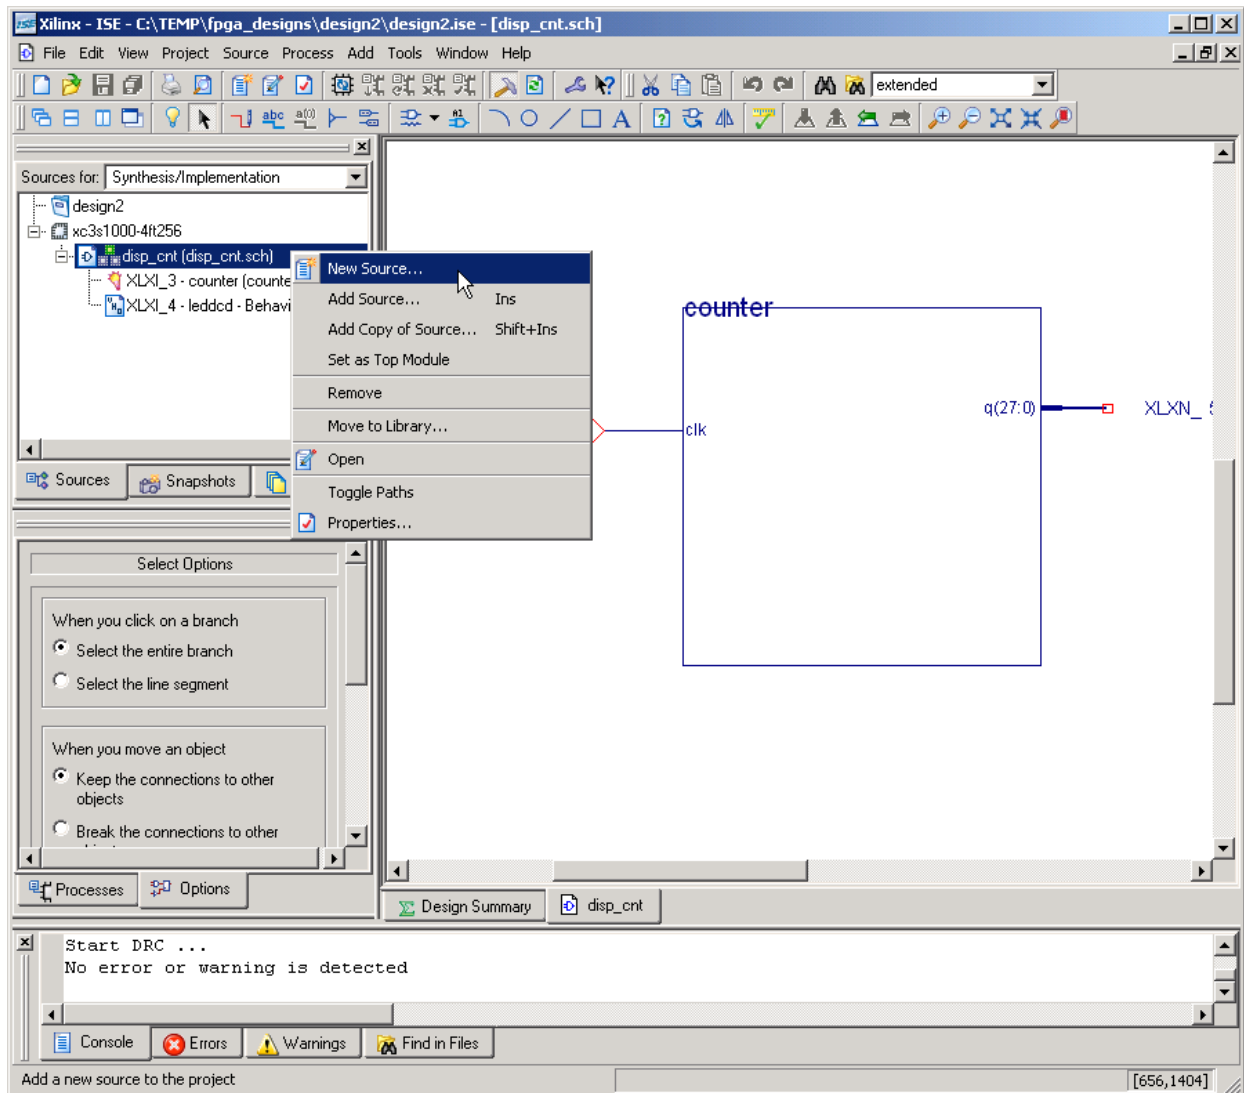 Xilinx - ISE - C:\TEMP\fpga_designs\design2\design2.ise - [disp_cnt.sch]
File Edit View Project Source Process Add Tools Window Help
extended
Sources for: Synthesis/Implementation
design2
xc3s1000-4ft256
disp_cnt (disp_cnt.sch)
XLXI_3 - counter (counte
XLXI_4 - leddcd - Behavi
New Source...
Add Source... Ins
Add Copy of Source... Shift+Ins
Set as Top Module
Remove
Move to Library...
Open
Toggle Paths
Properties...
counter
q(27:0)
XLXN_
clk
Sources Snapshots
Select Options
When you click on a branch
Select the entire branch
Select the line segment
When you move an object
Keep the connections to other
objects
Break the connections to other
Processes Options
Design Summary disp_cnt
Start DRC ...
No error or warning is detected
Console Errors Warnings Find in Files
Add a new source to the project
[656,1404]